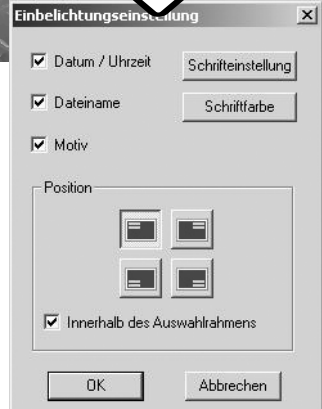 Einbelichtungseinstellung
Datum / Uhrzeit
Schrifteinstellung
Dateiname
Schriftfarbe
Motiv
Position
Innerhalb des Auswahlrahmens
OK
Abbrechen